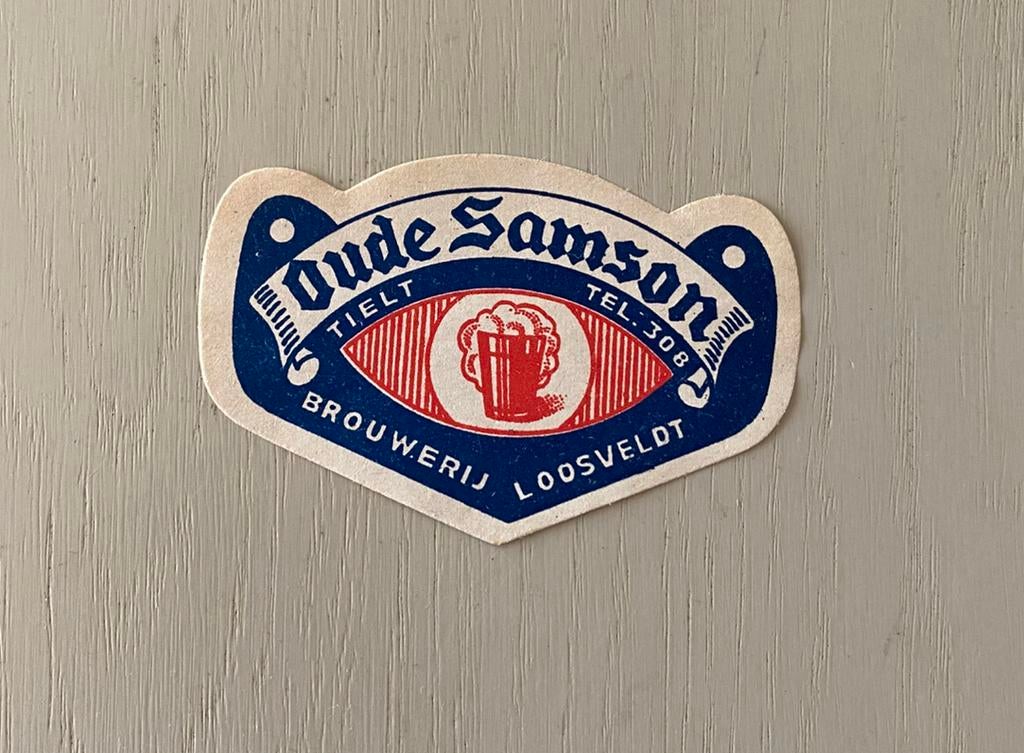 Oude Samson
TIELT TEL. 308
BROUWERIJ LOOSVELDT